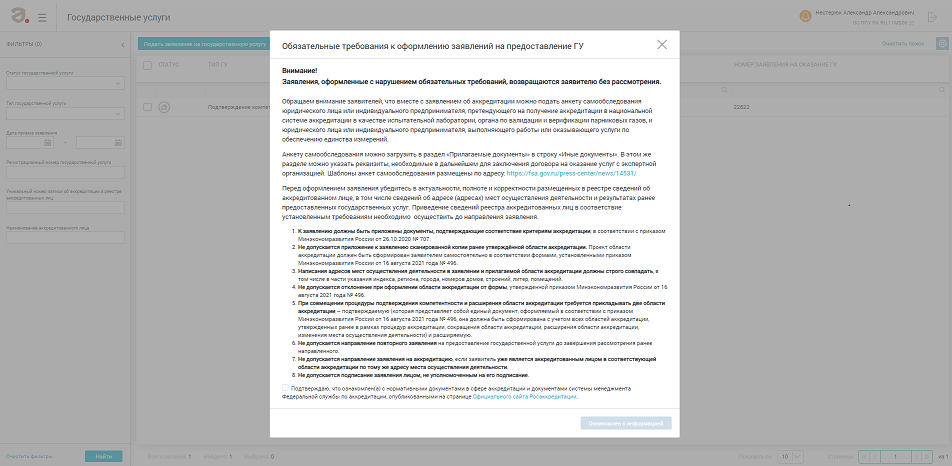 a.
Государственные услуги
Нестерюк Александр Александрович
ФИЛЬТРЫ (0)
Подать заявление на государственную услугу
Очистить поиск
Статус государственной услуги
Тип государственной услуги
Дата приема заявления
Регистрационный номер государственной услуги
Уникальный номер записи об аккредитации в реестре
аккредитованных лиц
Наименование аккредитованного лица
Очистить фильтры
Найти
СТАТУС
ТИП ГУ
НОМЕР ЗАЯВЛЕНИЯ НА ОКАЗАНИЕ ГУ
Подтверждение компет
22622
Обязательные требования к оформлению заявлений на предоставление ГУ
Внимание!
Заявления, оформленные с нарушением обязательных требований, возвращаются заявителю без рассмотрения.
Обращаем внимание заявителей, что вместе с заявлением об аккредитации можно подать анкету самообследования
юридического лица или индивидуального предпринимателя, претендующего на получение аккредитации в национальной
системе аккредитации в качестве испытательной лаборатории, органа по валидации и верификации парниковых газов, и
юридического лица или индивидуального предпринимателя, выполняющего работы или оказывающего услуги по
обеспечению единства измерений.
Анкету самообследования можно загрузить в раздел «Прилагаемые документы» в строку «Иные документы». В этом же
разделе можно указать реквизиты, необходимые в дальнейшем для заключения договора на оказание услуг с экспертной
организацией. Шаблоны анкет самообследования размещены по адресу: https://fsa.gov.ru/press-center/news/14531/
Перед оформлением заявления убедитесь в актуальности, полноте и корректности размещенных в реестре сведений об
аккредитованном лице, в том числе сведений об адресе (адресах) мест осуществления деятельности и результатах ранее
предоставленных государственных услуг. Приведение сведений реестра аккредитованных лиц в соответствие
установленным требованиям необходимо осуществить до направления заявления.
1. К заявлению должны быть приложены документы, подтверждающие соответствие критериям аккредитации, в соответствии с приказом
Минэкономразвития России от 26.10.2020 № 707.
2. Не допускается приложение к заявлению сканированной копии ранее утверждённой области аккредитации. Проект области
аккредитации должен быть сформирован заявителем самостоятельно в соответствии формами, установленными приказом
Минэкономразвития России от 16 августа 2021 года № 496.
3. Написания адресов мест осуществления деятельности в заявлении и прилагаемой области аккредитации должны строго совпадать, в
том числе в части указания индекса, региона, города, номеров домов, строений, литер, помещений.
4. Не допускается отклонение при оформлении области аккредитации от формы, утвержденной приказом Минэкономразвития России от 16
августа 2021 года № 496.
5. При совмещении процедуры подтверждения компетентности и расширения области аккредитации требуется прикладывать две области
аккредитации – подтверждаемую (которая представляет собой единый документ, оформляемый в соответствии с приказом
Минэкономразвития России от 16 августа 2021 года № 496, она должна быть сформирована с учетом всех областей аккредитации,
утвержденных ранее в рамках процедур аккредитации, сокращения области аккредитации, расширения области аккредитации,
изменения места осуществления деятельности) и расширяемую.
6. Не допускается направление повторного заявления на предоставление государственной услуги до завершения рассмотрения ранее
направленного.
7. Не допускается направление заявления на аккредитацию, если заявитель уже является аккредитованным лицом в соответствующей
области аккредитации по тому же адресу места осуществления деятельности.
8. Не допускается подписание заявления лицом, не уполномоченным на его подписание.
Подтверждаю, что ознакомлен(а) с нормативными документами в сфере аккредитации и документами системы менеджмента
Федеральной службы по аккредитации, опубликованными на странице Официального сайта Росаккредитации.
Ознакомлен с информацией
Всего записей: 1 Найдено: 1 Выбрано: 0
Показать по 10
Страницы: 1 из 1